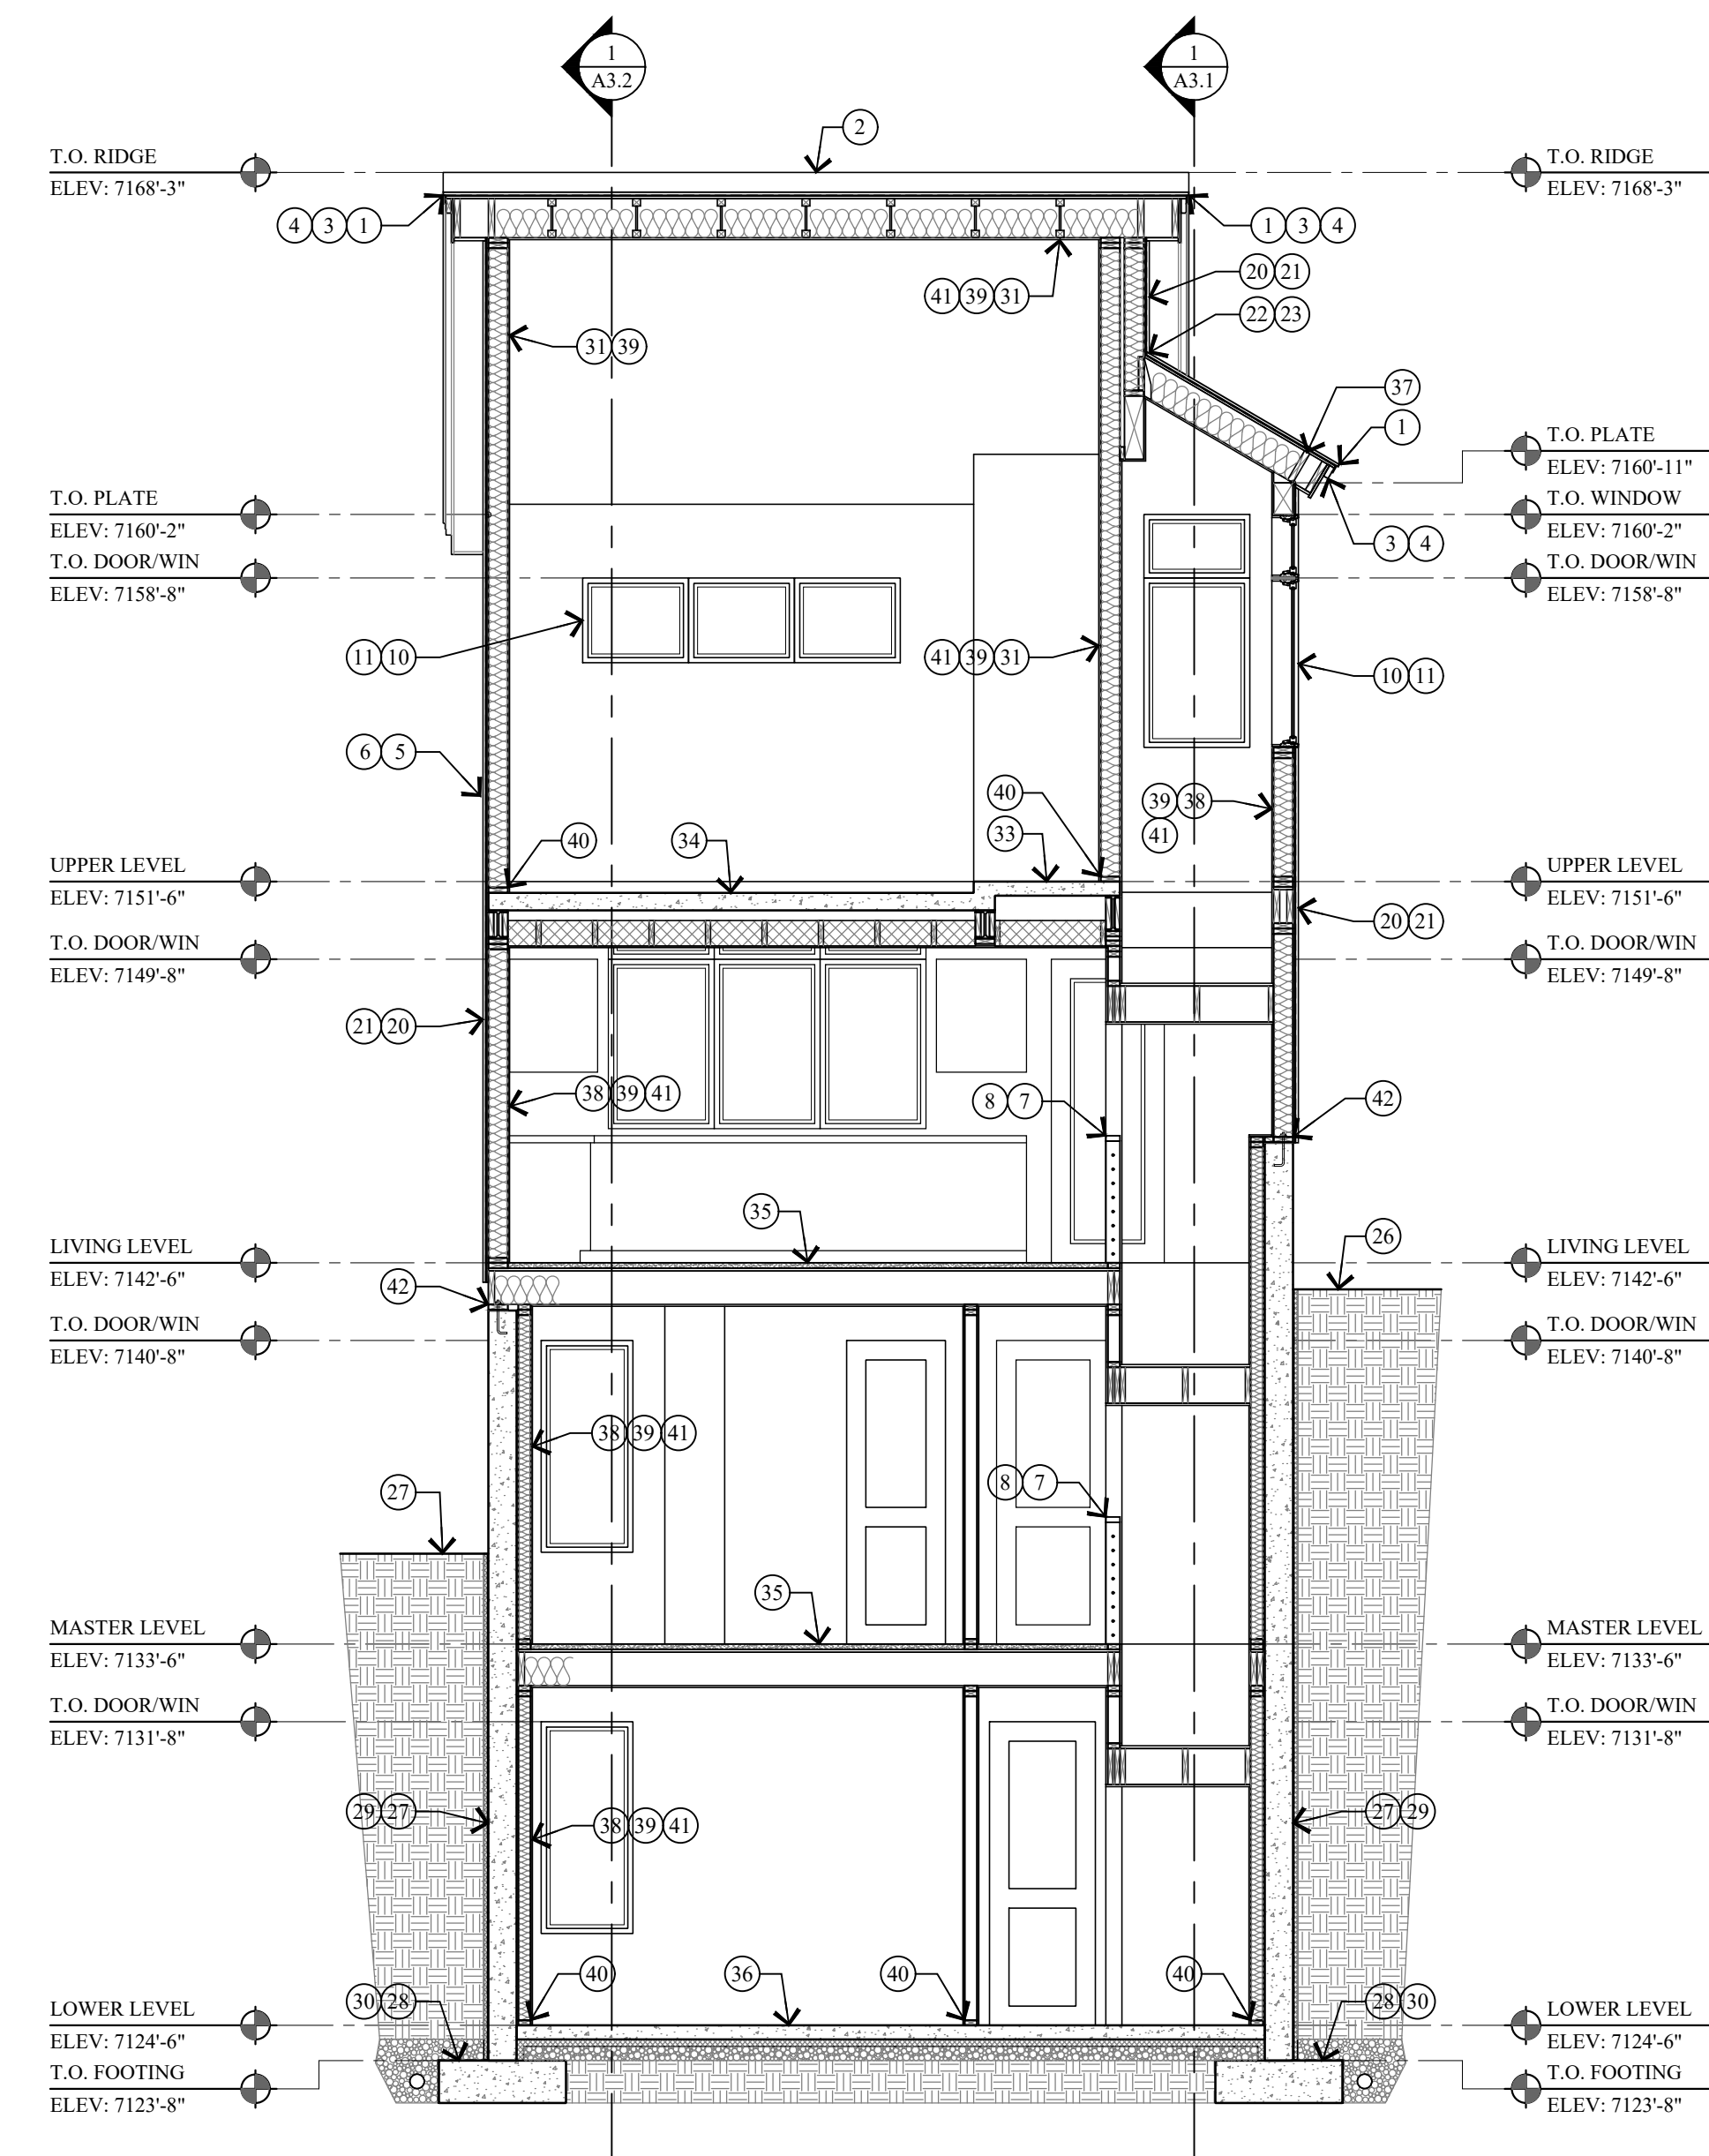 1
A3.2
1
A3.1
2
T.O. RIDGE
ELEV: 7168'-3"
T.O. RIDGE
ELEV: 7168'-3"
4 3 1
1 3 4
20 21
41 39 31
22 23
31 39
37
1
T.O. PLATE
ELEV: 7160'-11"
T.O. PLATE
ELEV: 7160'-2"
T.O. WINDOW
ELEV: 7160'-2"
3 4
T.O. DOOR/WIN
ELEV: 7158'-8"
T.O. DOOR/WIN
ELEV: 7158'-8"
11 10
41 39 31
10 11
6 5
40
39 38
41
40
34
33
UPPER LEVEL
ELEV: 7151'-6"
UPPER LEVEL
ELEV: 7151'-6"
20 21
T.O. DOOR/WIN
ELEV: 7149'-8"
T.O. DOOR/WIN
ELEV: 7149'-8"
21 20
38 39 41
8 7
42
35
26
LIVING LEVEL
ELEV: 7142'-6"
LIVING LEVEL
ELEV: 7142'-6"
42
T.O. DOOR/WIN
ELEV: 7140'-8"
T.O. DOOR/WIN
ELEV: 7140'-8"
38 39 41
27
8 7
35
MASTER LEVEL
ELEV: 7133'-6"
MASTER LEVEL
ELEV: 7133'-6"
T.O. DOOR/WIN
ELEV: 7131'-8"
T.O. DOOR/WIN
ELEV: 7131'-8"
29 27
38 39 41
27 29
40
36
40
40
30 28
28 30
LOWER LEVEL
ELEV: 7124'-6"
LOWER LEVEL
ELEV: 7124'-6"
T.O. FOOTING
ELEV: 7123'-8"
T.O. FOOTING
ELEV: 7123'-8"